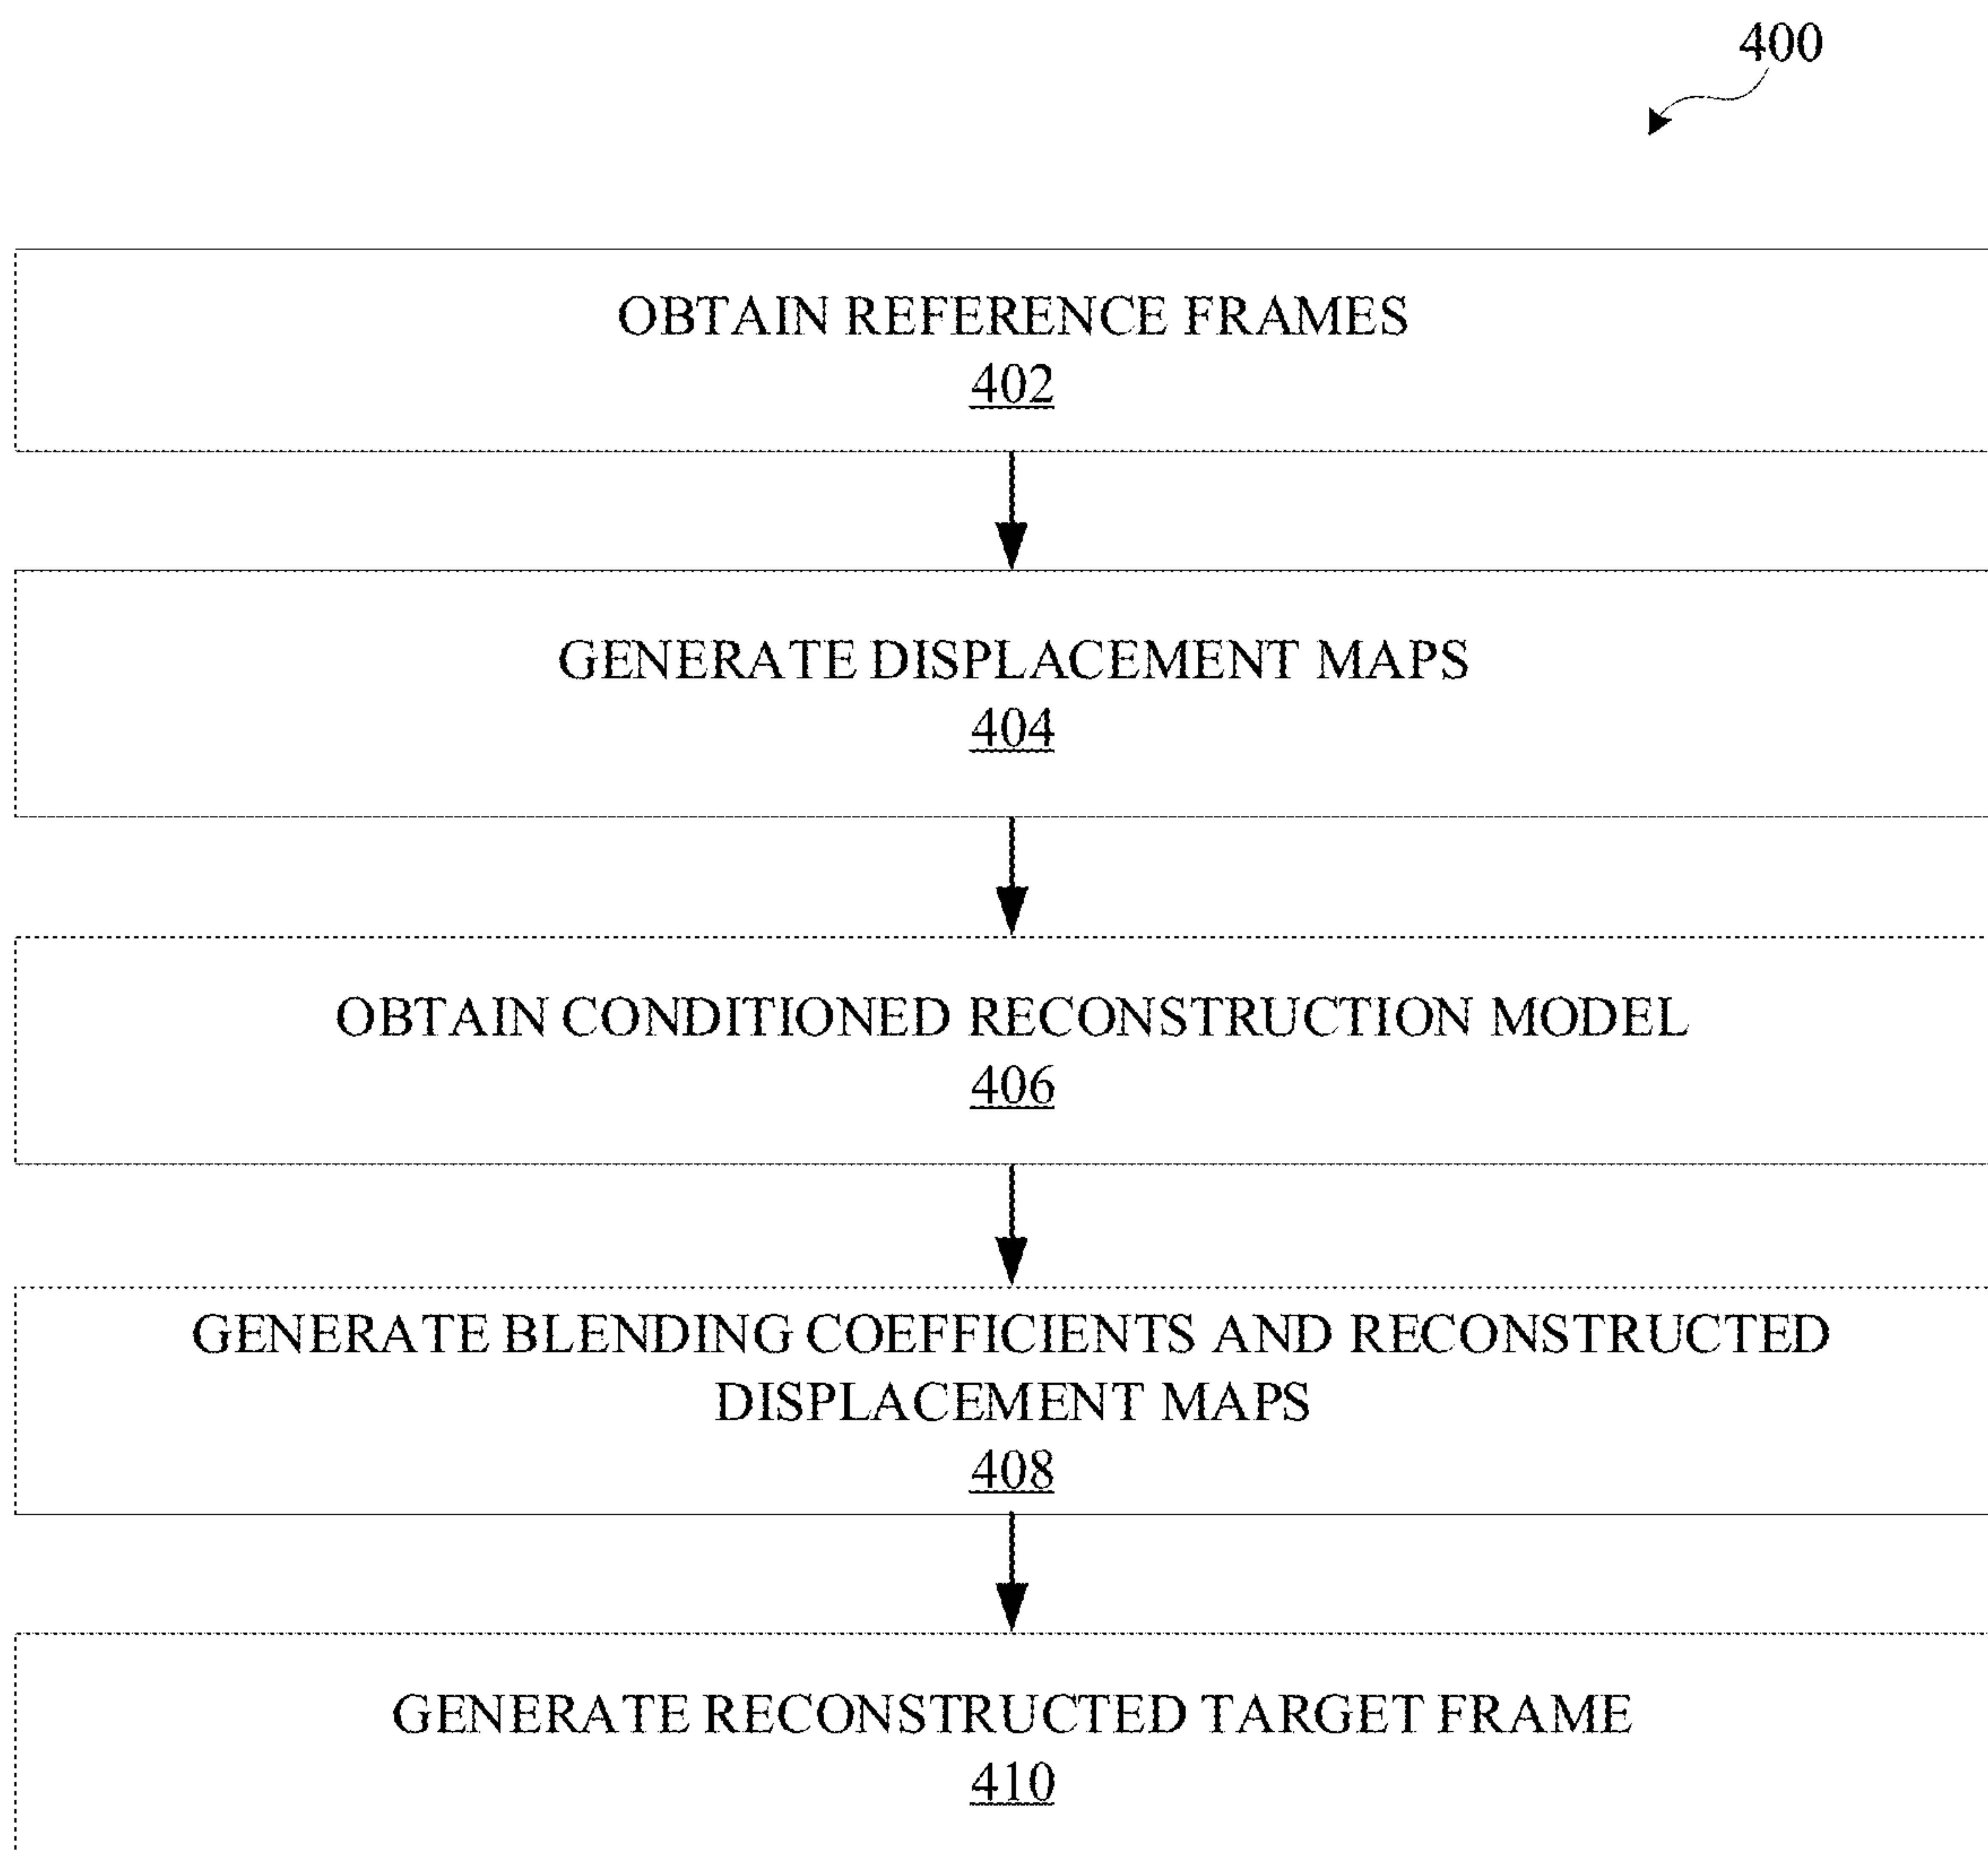 400
OBTAIN REFERENCE FRAMES
402
GENERATE DISPLACEMENT MAPS
404
OBTAIN CONDITIONED RECONSTRUCTION MODEL
406
GENERATE BLENDING COEFFICIENTS AND RECONSTRUCTED
DISPLACEMENT MAPS
408
GENERATE RECONSTRUCTED TARGET FRAME
410